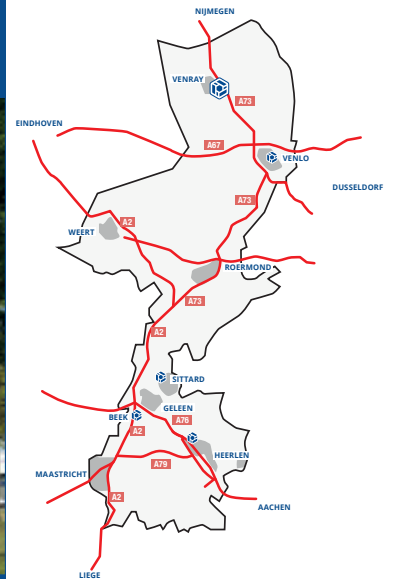 NIJMEGEN
VENRAY
A73
EINDHOVEN
A67
VENLO
DUSSELDORF
A73
A2
WEERT
ROERMOND
A73
A2
SITTARD
GELEEN
BEEK
A76
A2
HEERLEN
A79
MAASTRICHT
A2
AACHEN
LIEGE